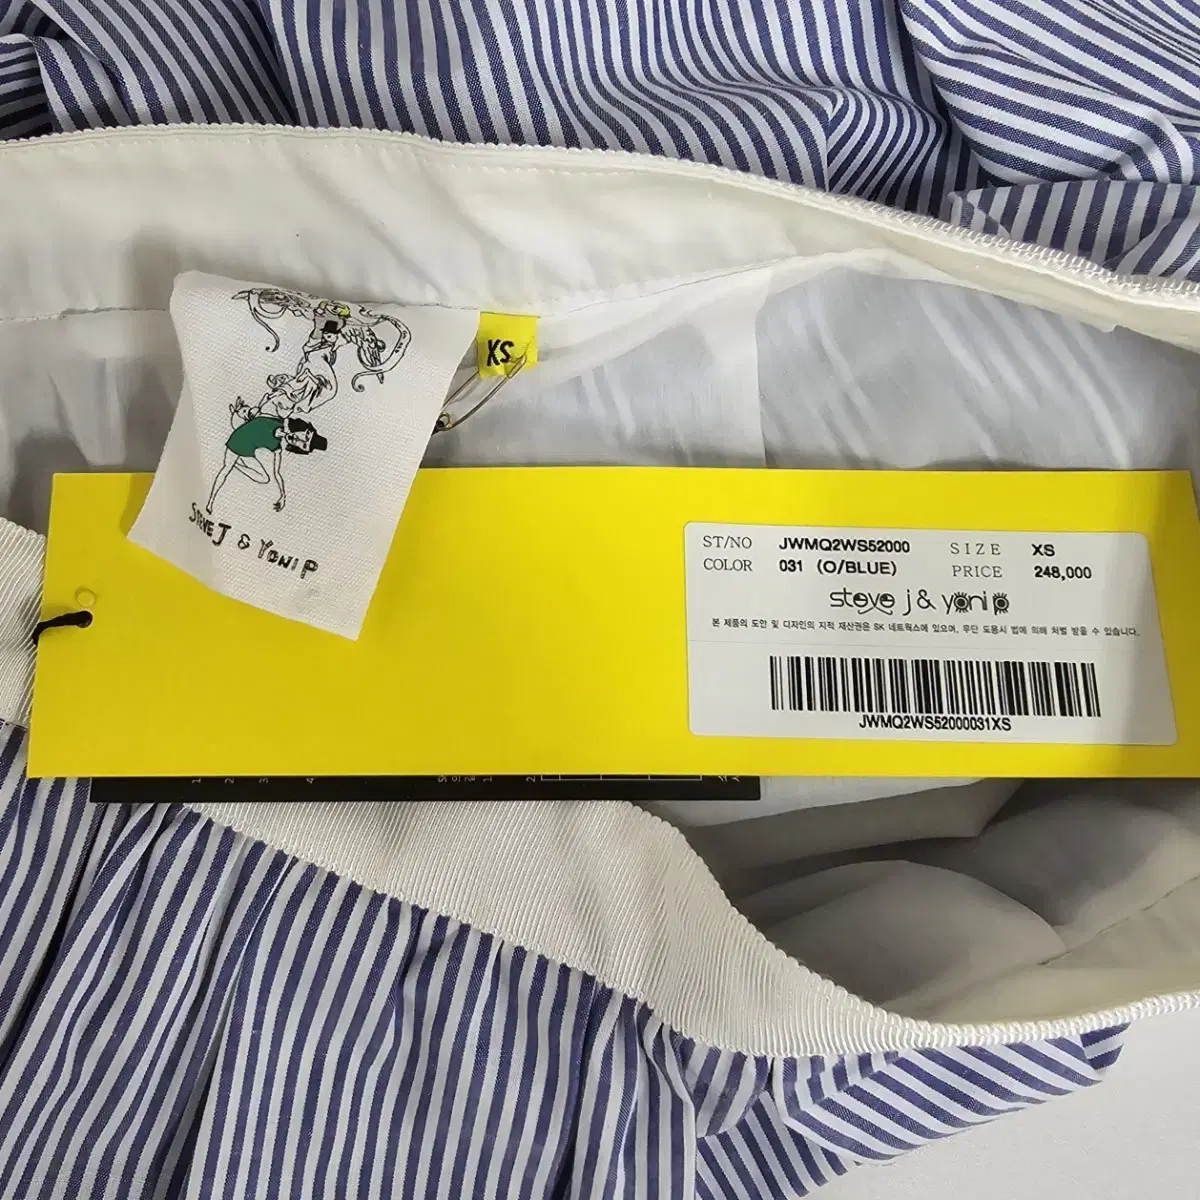 XS
STEVE J & YONI P
ST/NO JWMQ2WS52000 SIZE XS
COLOR 031 (O/BLUE) PRICE 248,000
steve j & yoni p
본 제품의 도안 및 디자인의 지적 재산권은 SK 네트웍스에 있으며, 무단 도용시 법에 의해 처벌 받을 수 있습니다.
JWMQ2WS52000031XS